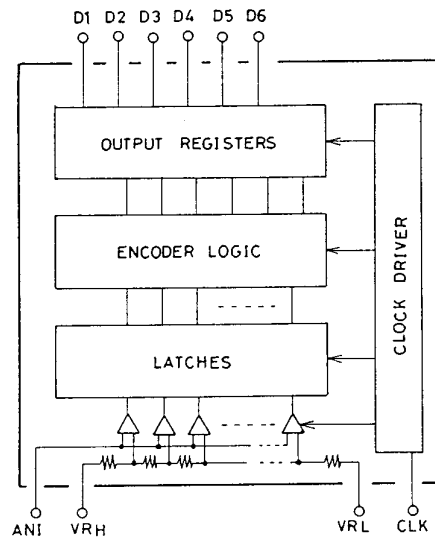 D1 D2 D3 D4 D5 D6
OUTPUT REGISTERS
ENCODER LOGIC
LATCHES
CLOCK DRIVER
ANI VRH VRL CLK